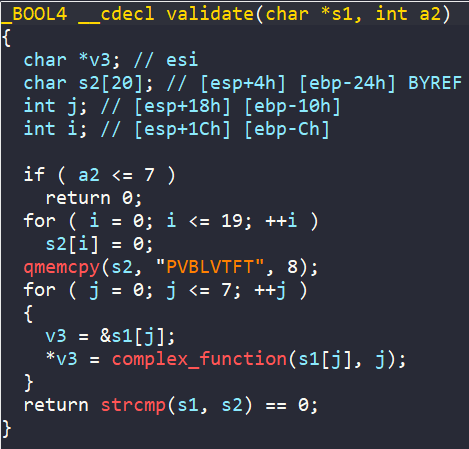 _BOOL4 __cdecl validate(char *s1, int a2)
{
  char *v3; // esi
  char s2[20]; // [esp+4h] [ebp-24h] BYREF
  int j; // [esp+18h] [ebp-10h]
  int i; // [esp+1Ch] [ebp-Ch]

  if ( a2 <= 7 )
    return 0;
  for ( i = 0; i <= 19; ++i )
    s2[i] = 0;
  qmemcpy(s2, "PVBLVTFT", 8);
  for ( j = 0; j <= 7; ++j )
  {
    v3 = &s1[j];
    *v3 = complex_function(s1[j], j);
  }
  return strcmp(s1, s2) == 0;
}